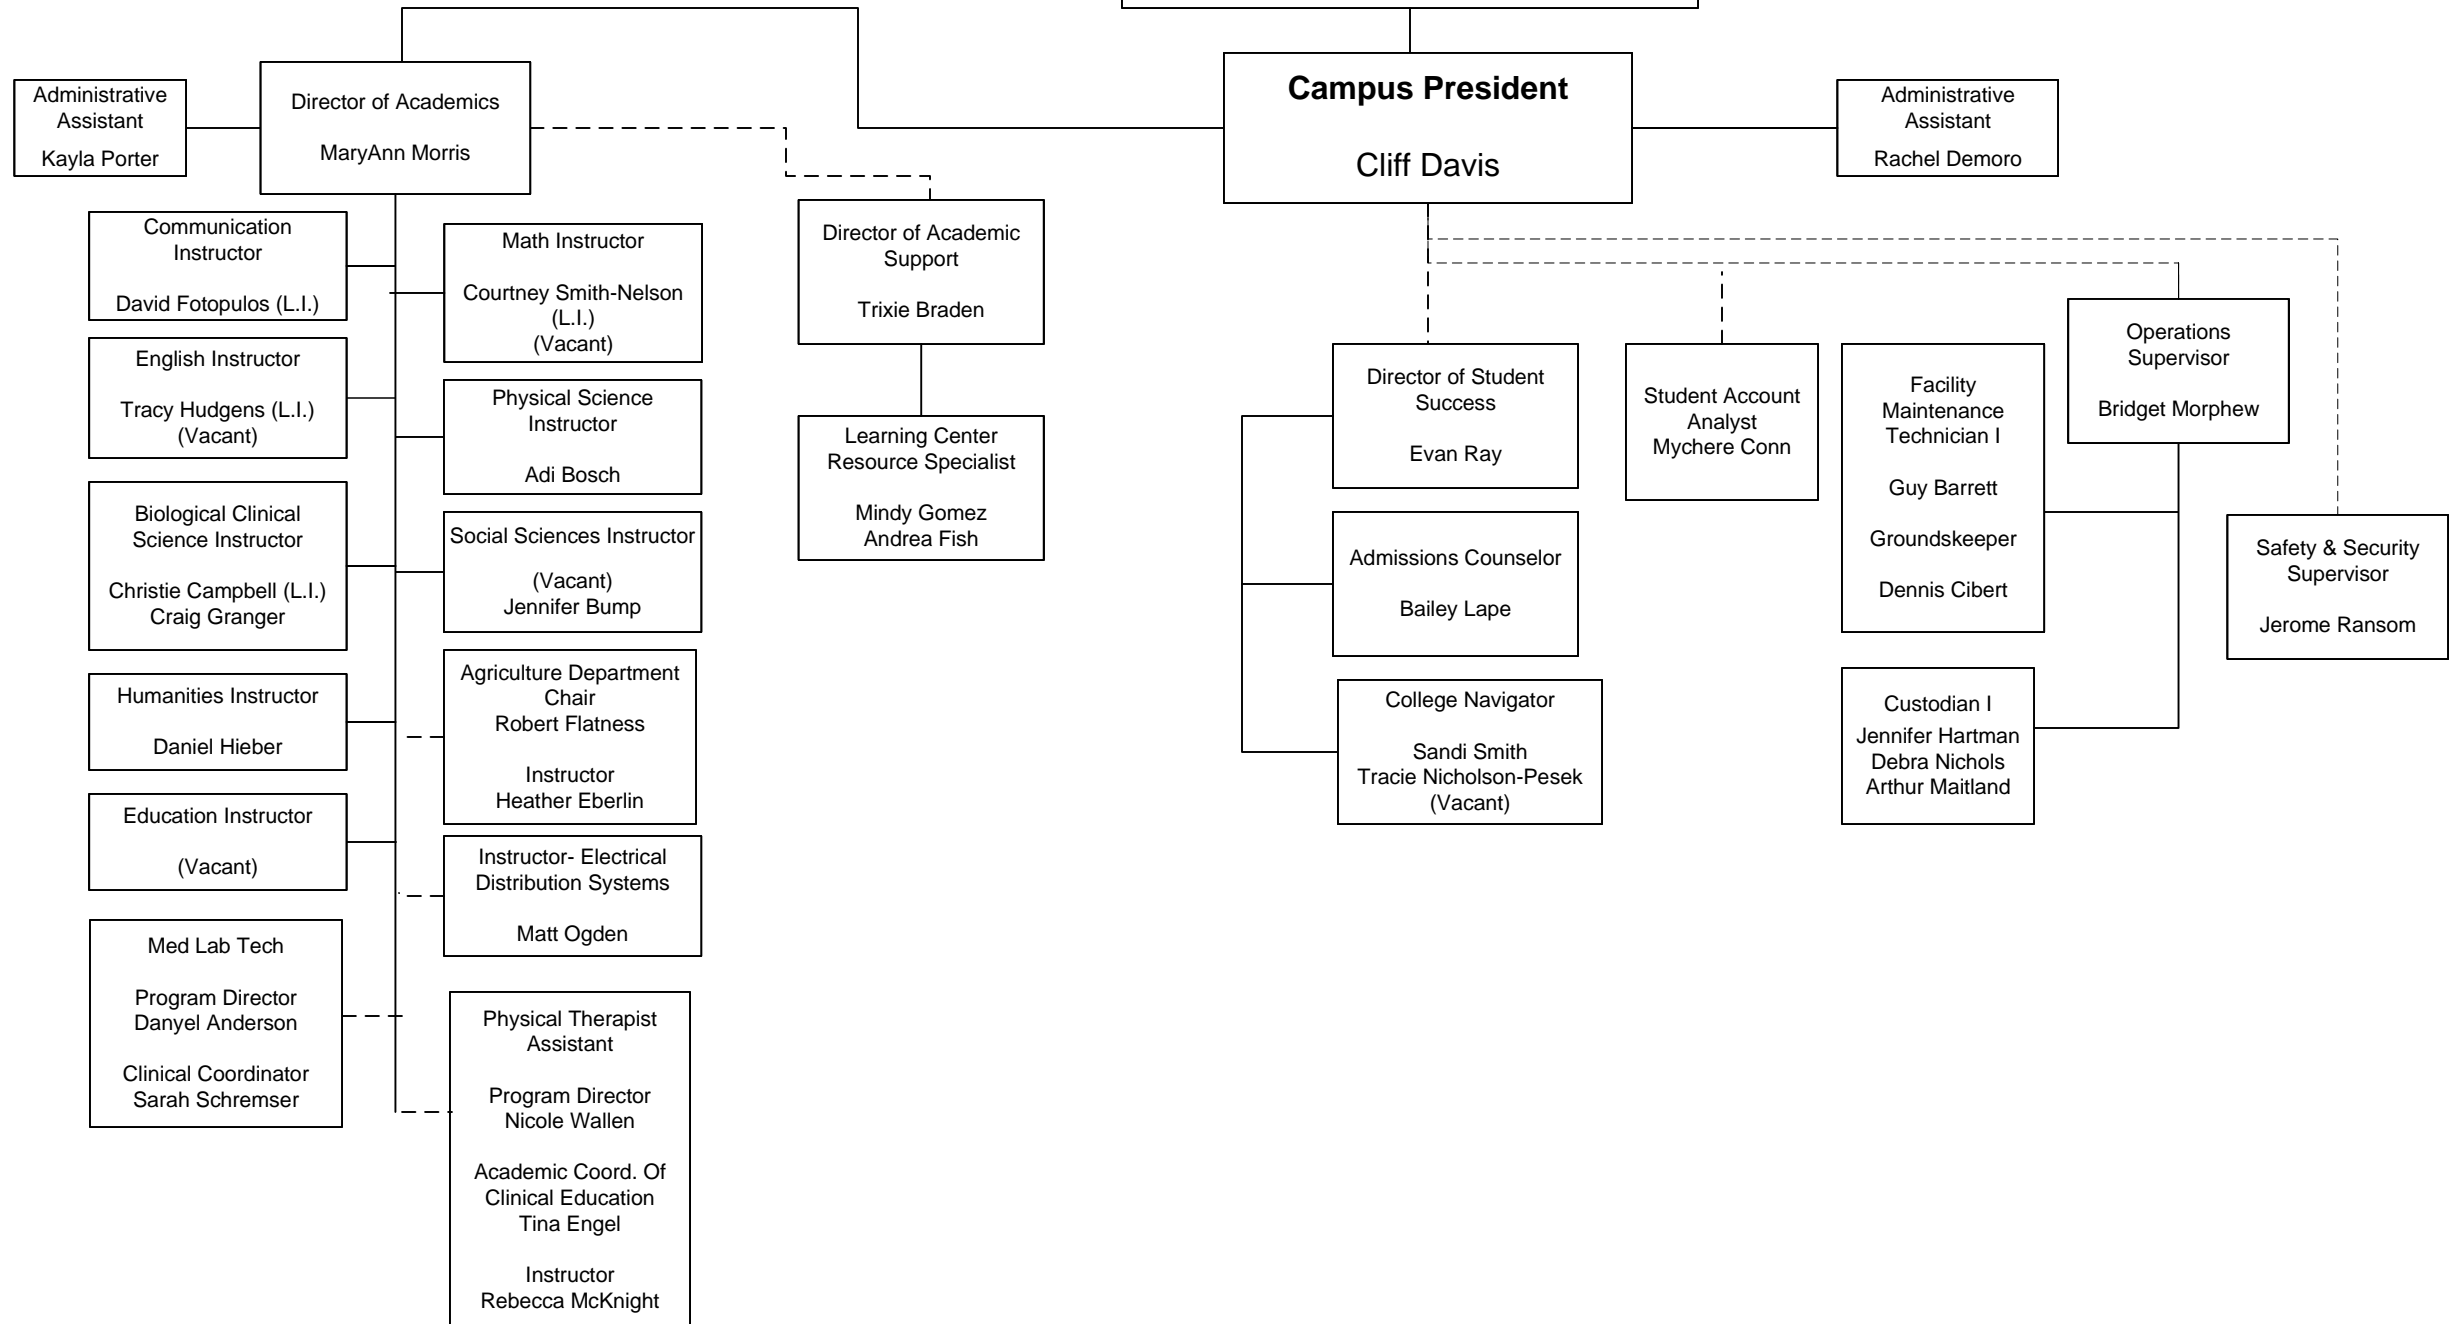 Campus President
Cliff Davis
Administrative
Assistant
Rachel Demoro
Administrative
Assistant
Kayla Porter
Director of Academics
MaryAnn Morris
Communication
Instructor
David Fotopulos (L.I.)
English Instructor
Tracy Hudgens (L.I.)
(Vacant)
Biological Clinical
Science Instructor
Christie Campbell (L.I.)
Craig Granger
Humanities Instructor
Daniel Hieber
Education Instructor
(Vacant)
Med Lab Tech
Program Director
Danyel Anderson
Clinical Coordinator
Sarah Schremser
Math Instructor
Courtney Smith-Nelson
(L.I.)
(Vacant)
Physical Science
Instructor
Adi Bosch
Social Sciences Instructor
(Vacant)
Jennifer Bump
Agriculture Department
Chair
Robert Flatness
Instructor
Heather Eberlin
Instructor- Electrical
Distribution Systems
Matt Ogden
Physical Therapist
Assistant
Program Director
Nicole Wallen
Academic Coord. Of
Clinical Education
Tina Engel
Instructor
Rebecca McKnight
Director of Academic
Support
Trixie Braden
Learning Center
Resource Specialist
Mindy Gomez
Andrea Fish
Director of Student
Success
Evan Ray
Admissions Counselor
Bailey Lape
College Navigator
Sandi Smith
Tracie Nicholson-Pesek
(Vacant)
Student Account
Analyst
Mychere Conn
Facility
Maintenance
Technician I
Guy Barrett
Groundskeeper
Dennis Cibert
Custodian I
Jennifer Hartman
Debra Nichols
Arthur Maitland
Operations
Supervisor
Bridget Morphew
Safety & Security
Supervisor
Jerome Ransom